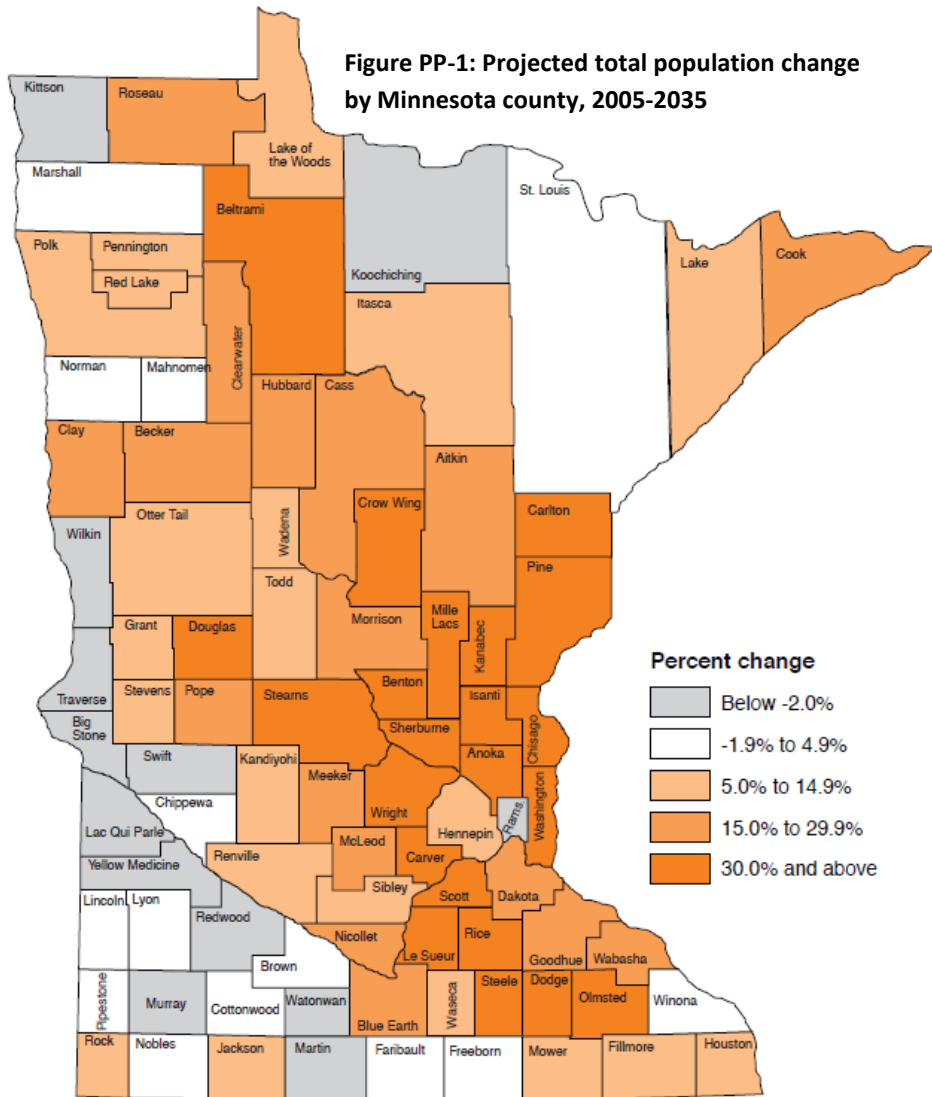 Figure PP-1: Projected total population change
by Minnesota county, 2005-2035
Kittson
Roseau
Lake of
the Woods
Marshall
St. Louis
Beltrami
Polk
Pennington
Koochiching
Lake
Cook
Red Lake
Itasca
Clearwater
Norman
Mahnomen
Hubbard
Cass
Clay
Becker
Aitkin
Crow Wing
Carlton
Otter Tail
Wadena
Wilkin
Pine
Todd
Grant
Douglas
Morrison
Mille
Lacs
Kanabec
Traverse
Stevens
Pope
Stearns
Benton
Isanti
Chisago
Big
Stone
Sherburne
Swift
Kandiyohi
Anoka
Meeker
Washington
Chippewa
Wright
Rams.
Lac Qui Parle
Hennepin
McLeod
Carver
Yellow Medicine
Renville
Sibley
Scott
Dakota
Lincoln
Lyon
Redwood
Nicollet
Le Sueur
Rice
Goodhue
Wabasha
Brown
Pipestone
Murray
Cottonwood
Watonwan
Blue Earth
Waseca
Steele
Dodge
Olmsted
Winona
Rock
Nobles
Jackson
Martin
Faribault
Freeborn
Mower
Fillmore
Houston
Percent change
Below -2.0%
-1.9% to 4.9%
5.0% to 14.9%
15.0% to 29.9%
30.0% and above